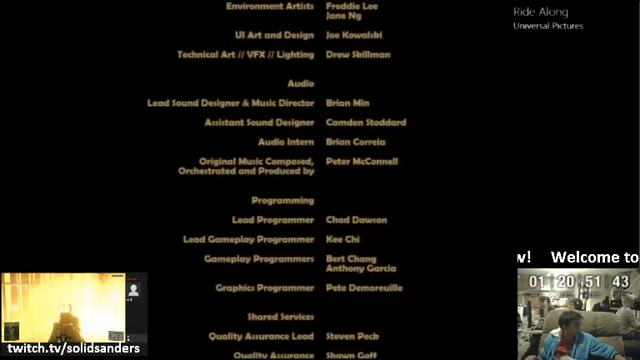 Environment Artists Freddie Lee
Jane Ng
UI Art and Design Joe Kowalski
Technical Art // VFX // Lighting Drew Skillman
Audio
Lead Sound Designer & Music Director Brian Min
Assistant Sound Designer Camden Stoddard
Audio Intern Brian Correia
Original Music Composed, Peter McConnell
Orchestrated and Produced by
Programming
Lead Programmer Chad Dawson
Lead Gameplay Programmer Kee Chi
Gameplay Programmers Bert Chang
Anthony Garcia
Graphics Programmer Pete Demoreuille
Shared Services
Quality Assurance Lead Steven Peck
Quality Assurance Shawn Goff
Ride Along
Universal Pictures
w! Welcome to
01 20 51 43
twitch.tv/solidsanders